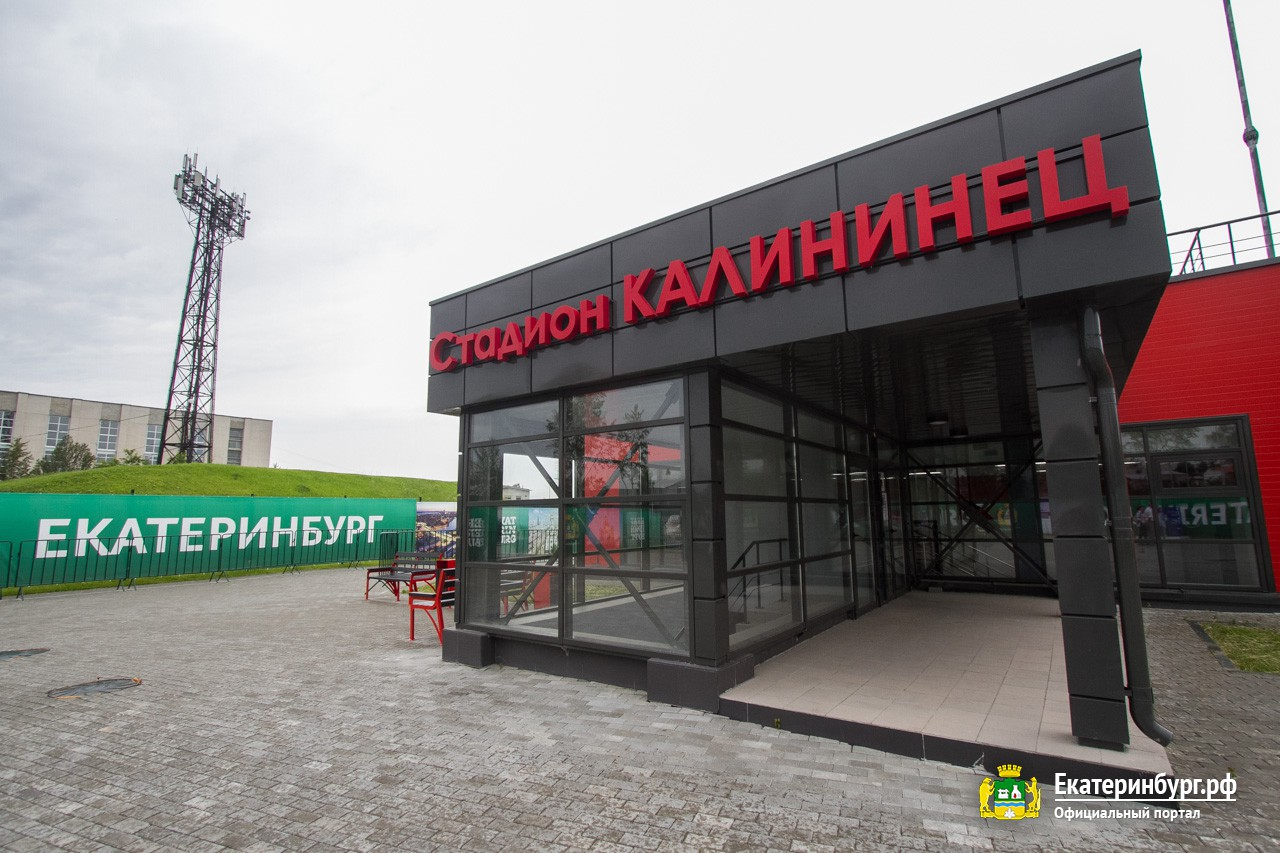 Стадион КАЛИНИНЕЦ
ЕКАТЕРИНБУРГ
Екатеринбург.рф
Официальный портал